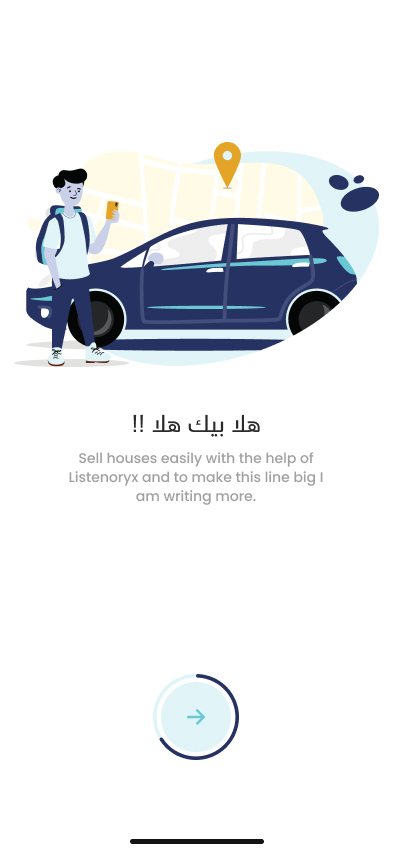 هلا بيك هلا !!
Sell houses easily with the help of
Listenoryx and to make this line big I
am writing more.